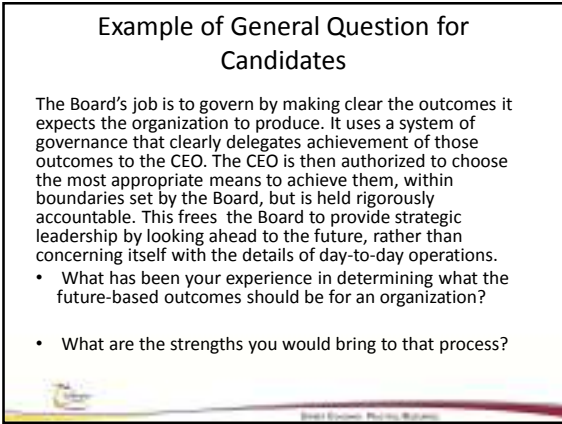 Example of General Question for
Candidates
The Board’s job is to govern by making clear the outcomes it
expects the organization to produce. It uses a system of
governance that clearly delegates achievement of those
outcomes to the CEO. The CEO is then authorized to choose
the most appropriate means to achieve them, within
boundaries set by the Board, but is held rigorously
accountable. This frees the Board to provide strategic
leadership by looking ahead to the future, rather than
concerning itself with the details of day-to-day operations.
• What has been your experience in determining what the
future-based outcomes should be for an organization?
• What are the strengths you would bring to that process?